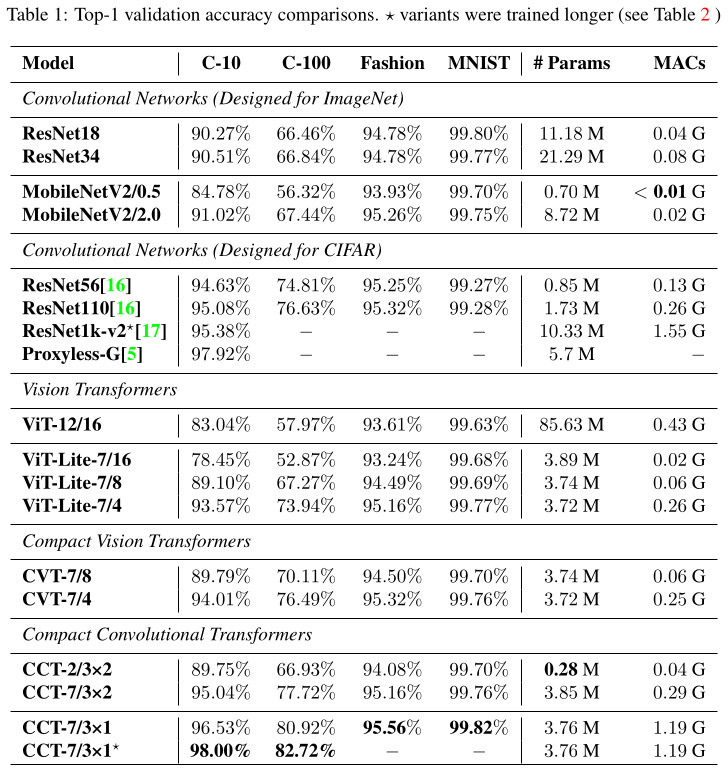 Table 1: Top-1 validation accuracy comparisons. ⋆ variants were trained longer (see Table 2 )
Model C-10 C-100 Fashion MNIST # Params MACs
Convolutional Networks (Designed for ImageNet)
ResNet18 90.27% 66.46% 94.78% 99.80% 11.18 M 0.04 G
ResNet34 90.51% 66.84% 94.78% 99.77% 21.29 M 0.08 G
MobileNetV2/0.5 84.78% 56.32% 93.93% 99.70% 0.70 M < 0.01 G
MobileNetV2/2.0 91.02% 67.44% 95.26% 99.75% 8.72 M 0.02 G
Convolutional Networks (Designed for CIFAR)
ResNet56[16] 94.63% 74.81% 95.25% 99.27% 0.85 M 0.13 G
ResNet110[16] 95.08% 76.63% 95.32% 99.28% 1.73 M 0.26 G
ResNet1k-v2⋆[17] 95.38% − − − 10.33 M 1.55 G
Proxyless-G[5] 97.92% − − − 5.7 M −
Vision Transformers
ViT-12/16 83.04% 57.97% 93.61% 99.63% 85.63 M 0.43 G
ViT-Lite-7/16 78.45% 52.87% 93.24% 99.68% 3.89 M 0.02 G
ViT-Lite-7/8 89.10% 67.27% 94.49% 99.69% 3.74 M 0.06 G
ViT-Lite-7/4 93.57% 73.94% 95.16% 99.77% 3.72 M 0.26 G
Compact Vision Transformers
CVT-7/8 89.79% 70.11% 94.50% 99.70% 3.74 M 0.06 G
CVT-7/4 94.01% 76.49% 95.32% 99.76% 3.72 M 0.25 G
Compact Convolutional Transformers
CCT-2/3×2 89.75% 66.93% 94.08% 99.70% 0.28 M 0.04 G
CCT-7/3×2 95.04% 77.72% 95.16% 99.76% 3.85 M 0.29 G
CCT-7/3×1 96.53% 80.92% 95.56% 99.82% 3.76 M 1.19 G
CCT-7/3×1⋆ 98.00% 82.72% − − 3.76 M 1.19 G